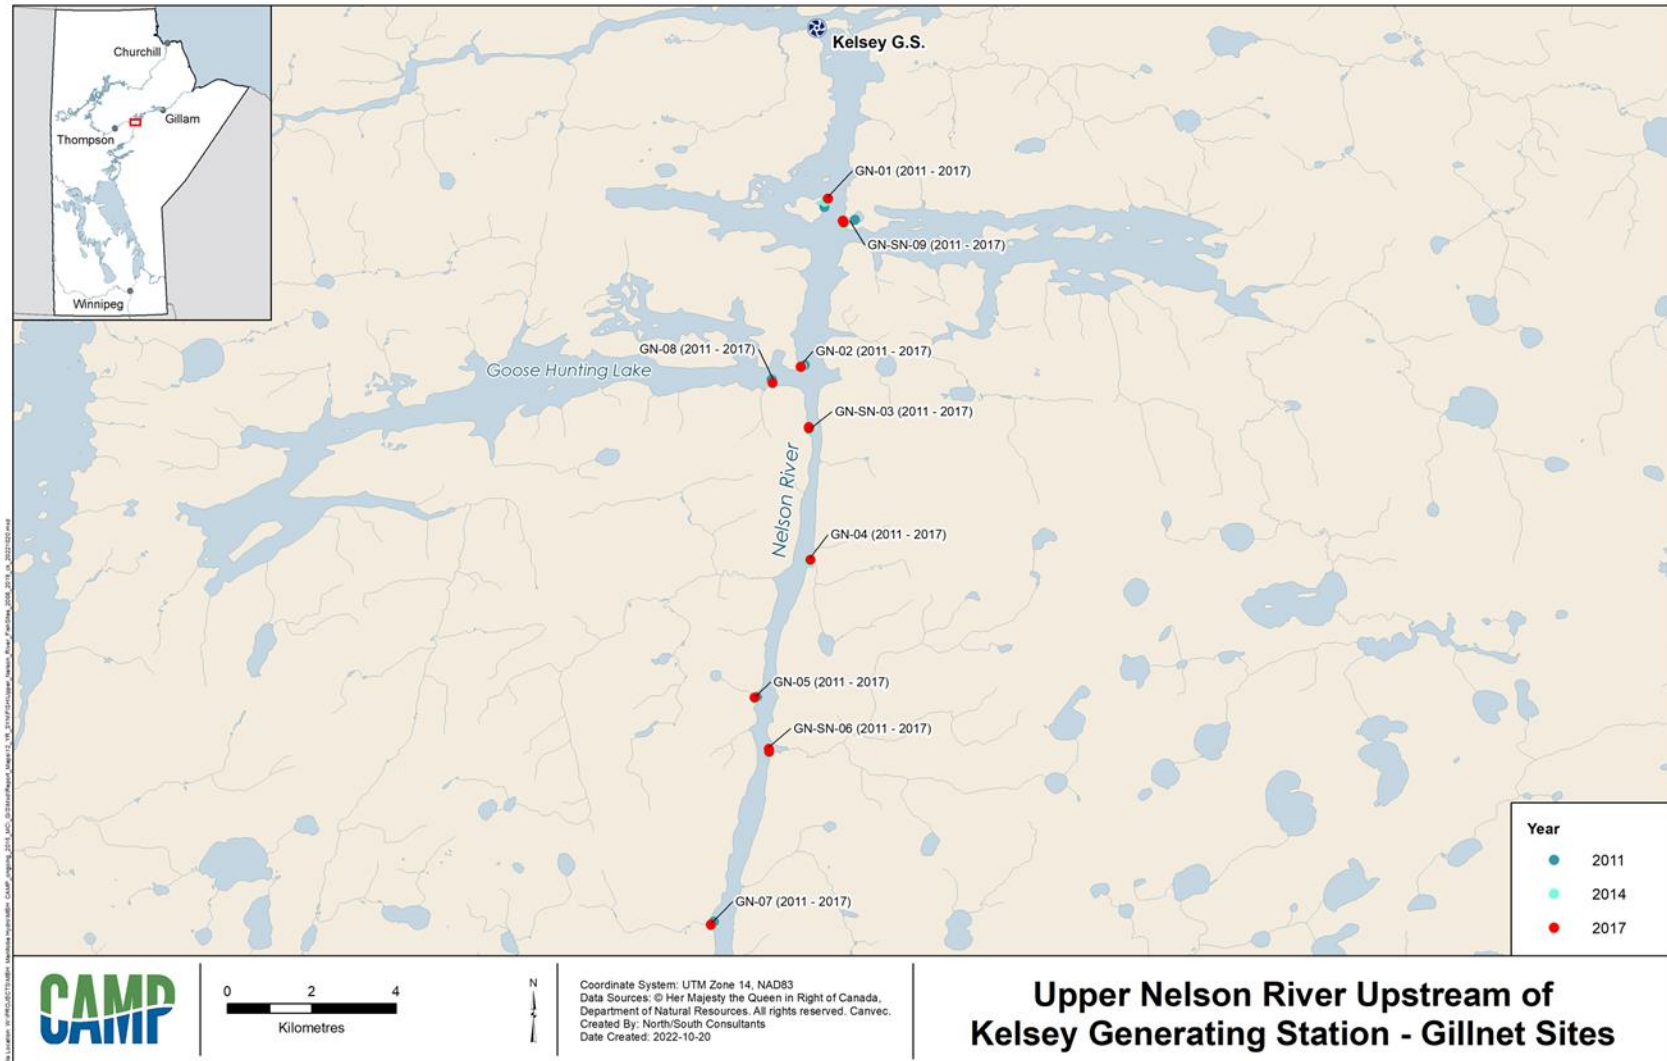 Churchill
Gillam
Thompson
Winnipeg
Kelsey G.S.
GN-01 (2011 - 2017)
GN-SN-09 (2011 - 2017)
GN-08 (2011 - 2017)
GN-02 (2011 - 2017)
Goose Hunting Lake
GN-SN-03 (2011 - 2017)
Nelson River
GN-04 (2011 - 2017)
GN-05 (2011 - 2017)
GN-SN-06 (2011 - 2017)
GN-07 (2011 - 2017)
Year
2011
2014
2017
CAMP
0 2 4
Kilometres
N
Coordinate System: UTM Zone 14, NAD83
Data Sources: © Her Majesty the Queen in Right of Canada,
Department of Natural Resources. All rights reserved. Canvec.
Created By: North/South Consultants
Date Created: 2022-10-20
Upper Nelson River Upstream of
Kelsey Generating Station - Gillnet Sites